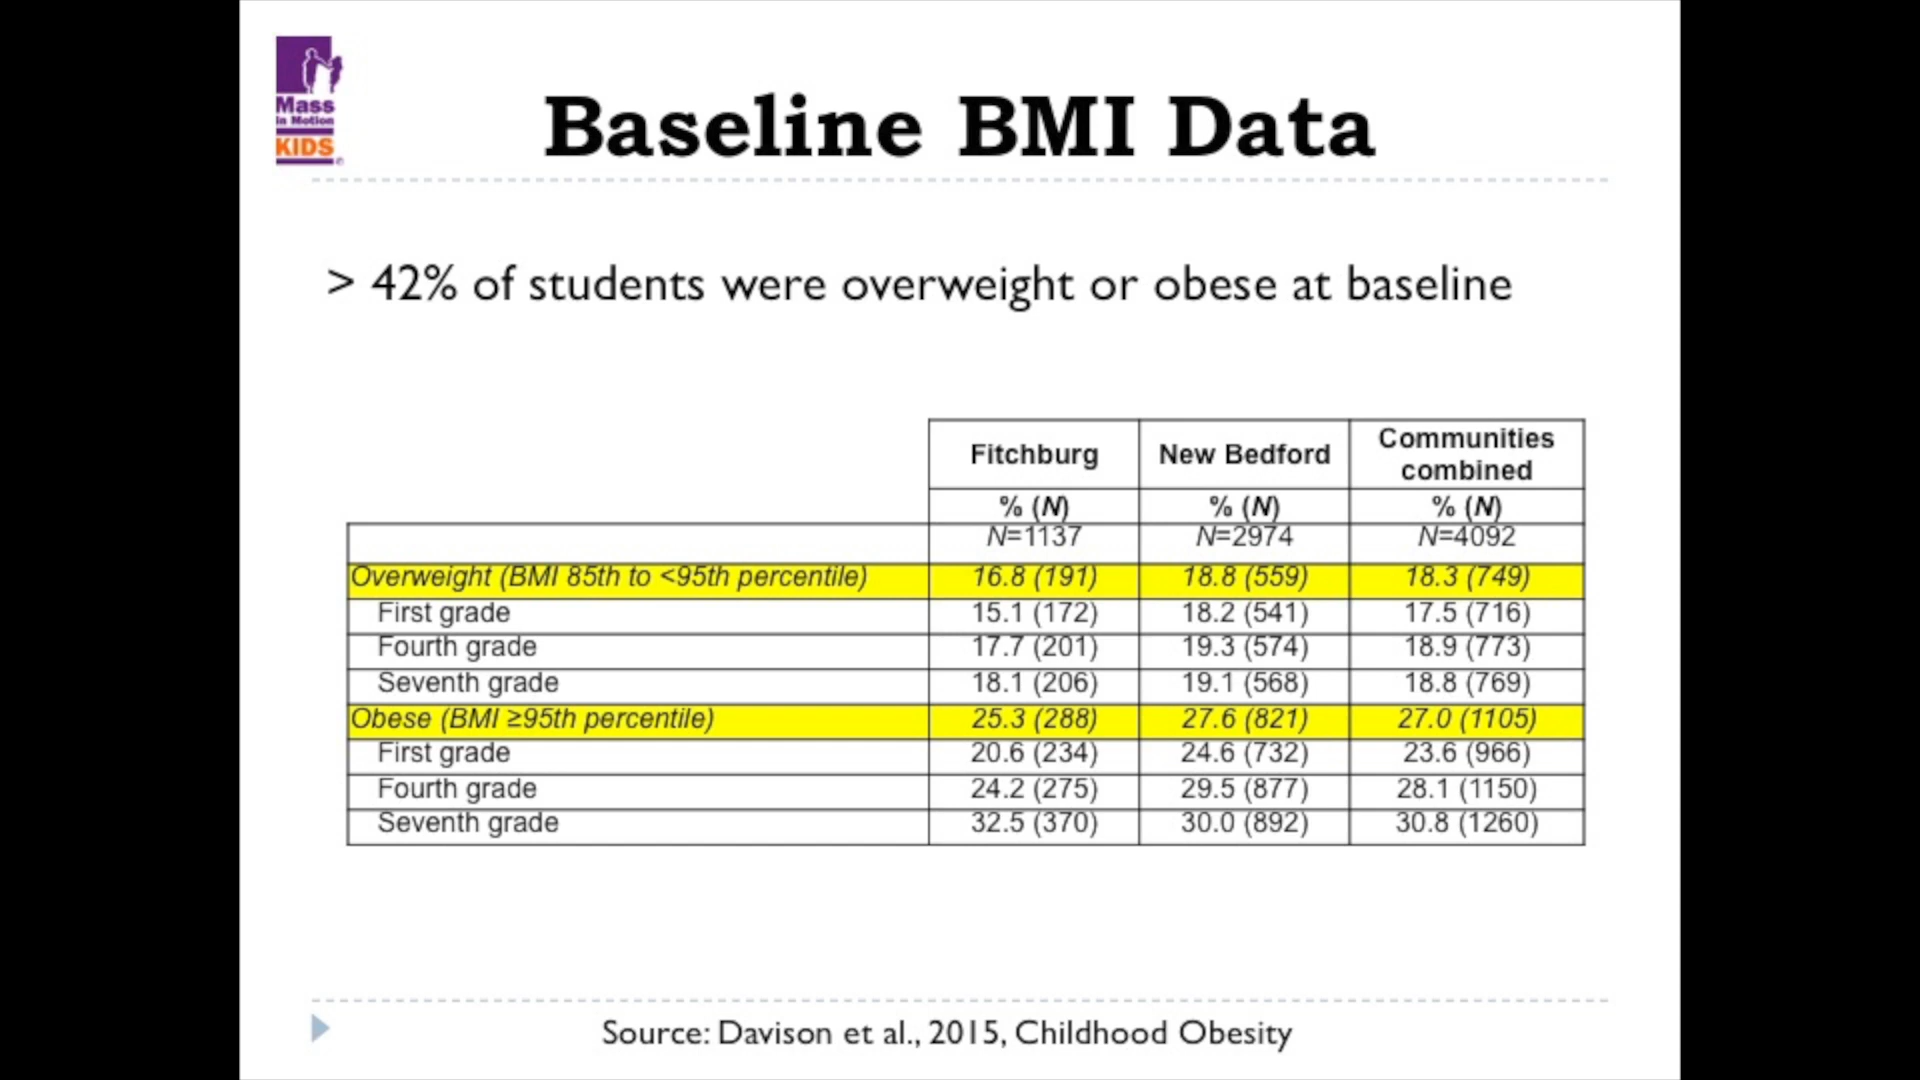 Mass
in Motion
KIDS
Baseline BMI Data
> 42% of students were overweight or obese at baseline
Fitchburg New Bedford Communities combined
% (N) % (N) % (N)
N=1137 N=2974 N=4092
Overweight (BMI 85th to <95th percentile) 16.8 (191) 18.8 (559) 18.3 (749)
First grade 15.1 (172) 18.2 (541) 17.5 (716)
Fourth grade 17.7 (201) 19.3 (574) 18.9 (773)
Seventh grade 18.1 (206) 19.1 (568) 18.8 (769)
Obese (BMI ≥95th percentile) 25.3 (288) 27.6 (821) 27.0 (1105)
First grade 20.6 (234) 24.6 (732) 23.6 (966)
Fourth grade 24.2 (275) 29.5 (877) 28.1 (1150)
Seventh grade 32.5 (370) 30.0 (892) 30.8 (1260)
Source: Davison et al., 2015, Childhood Obesity